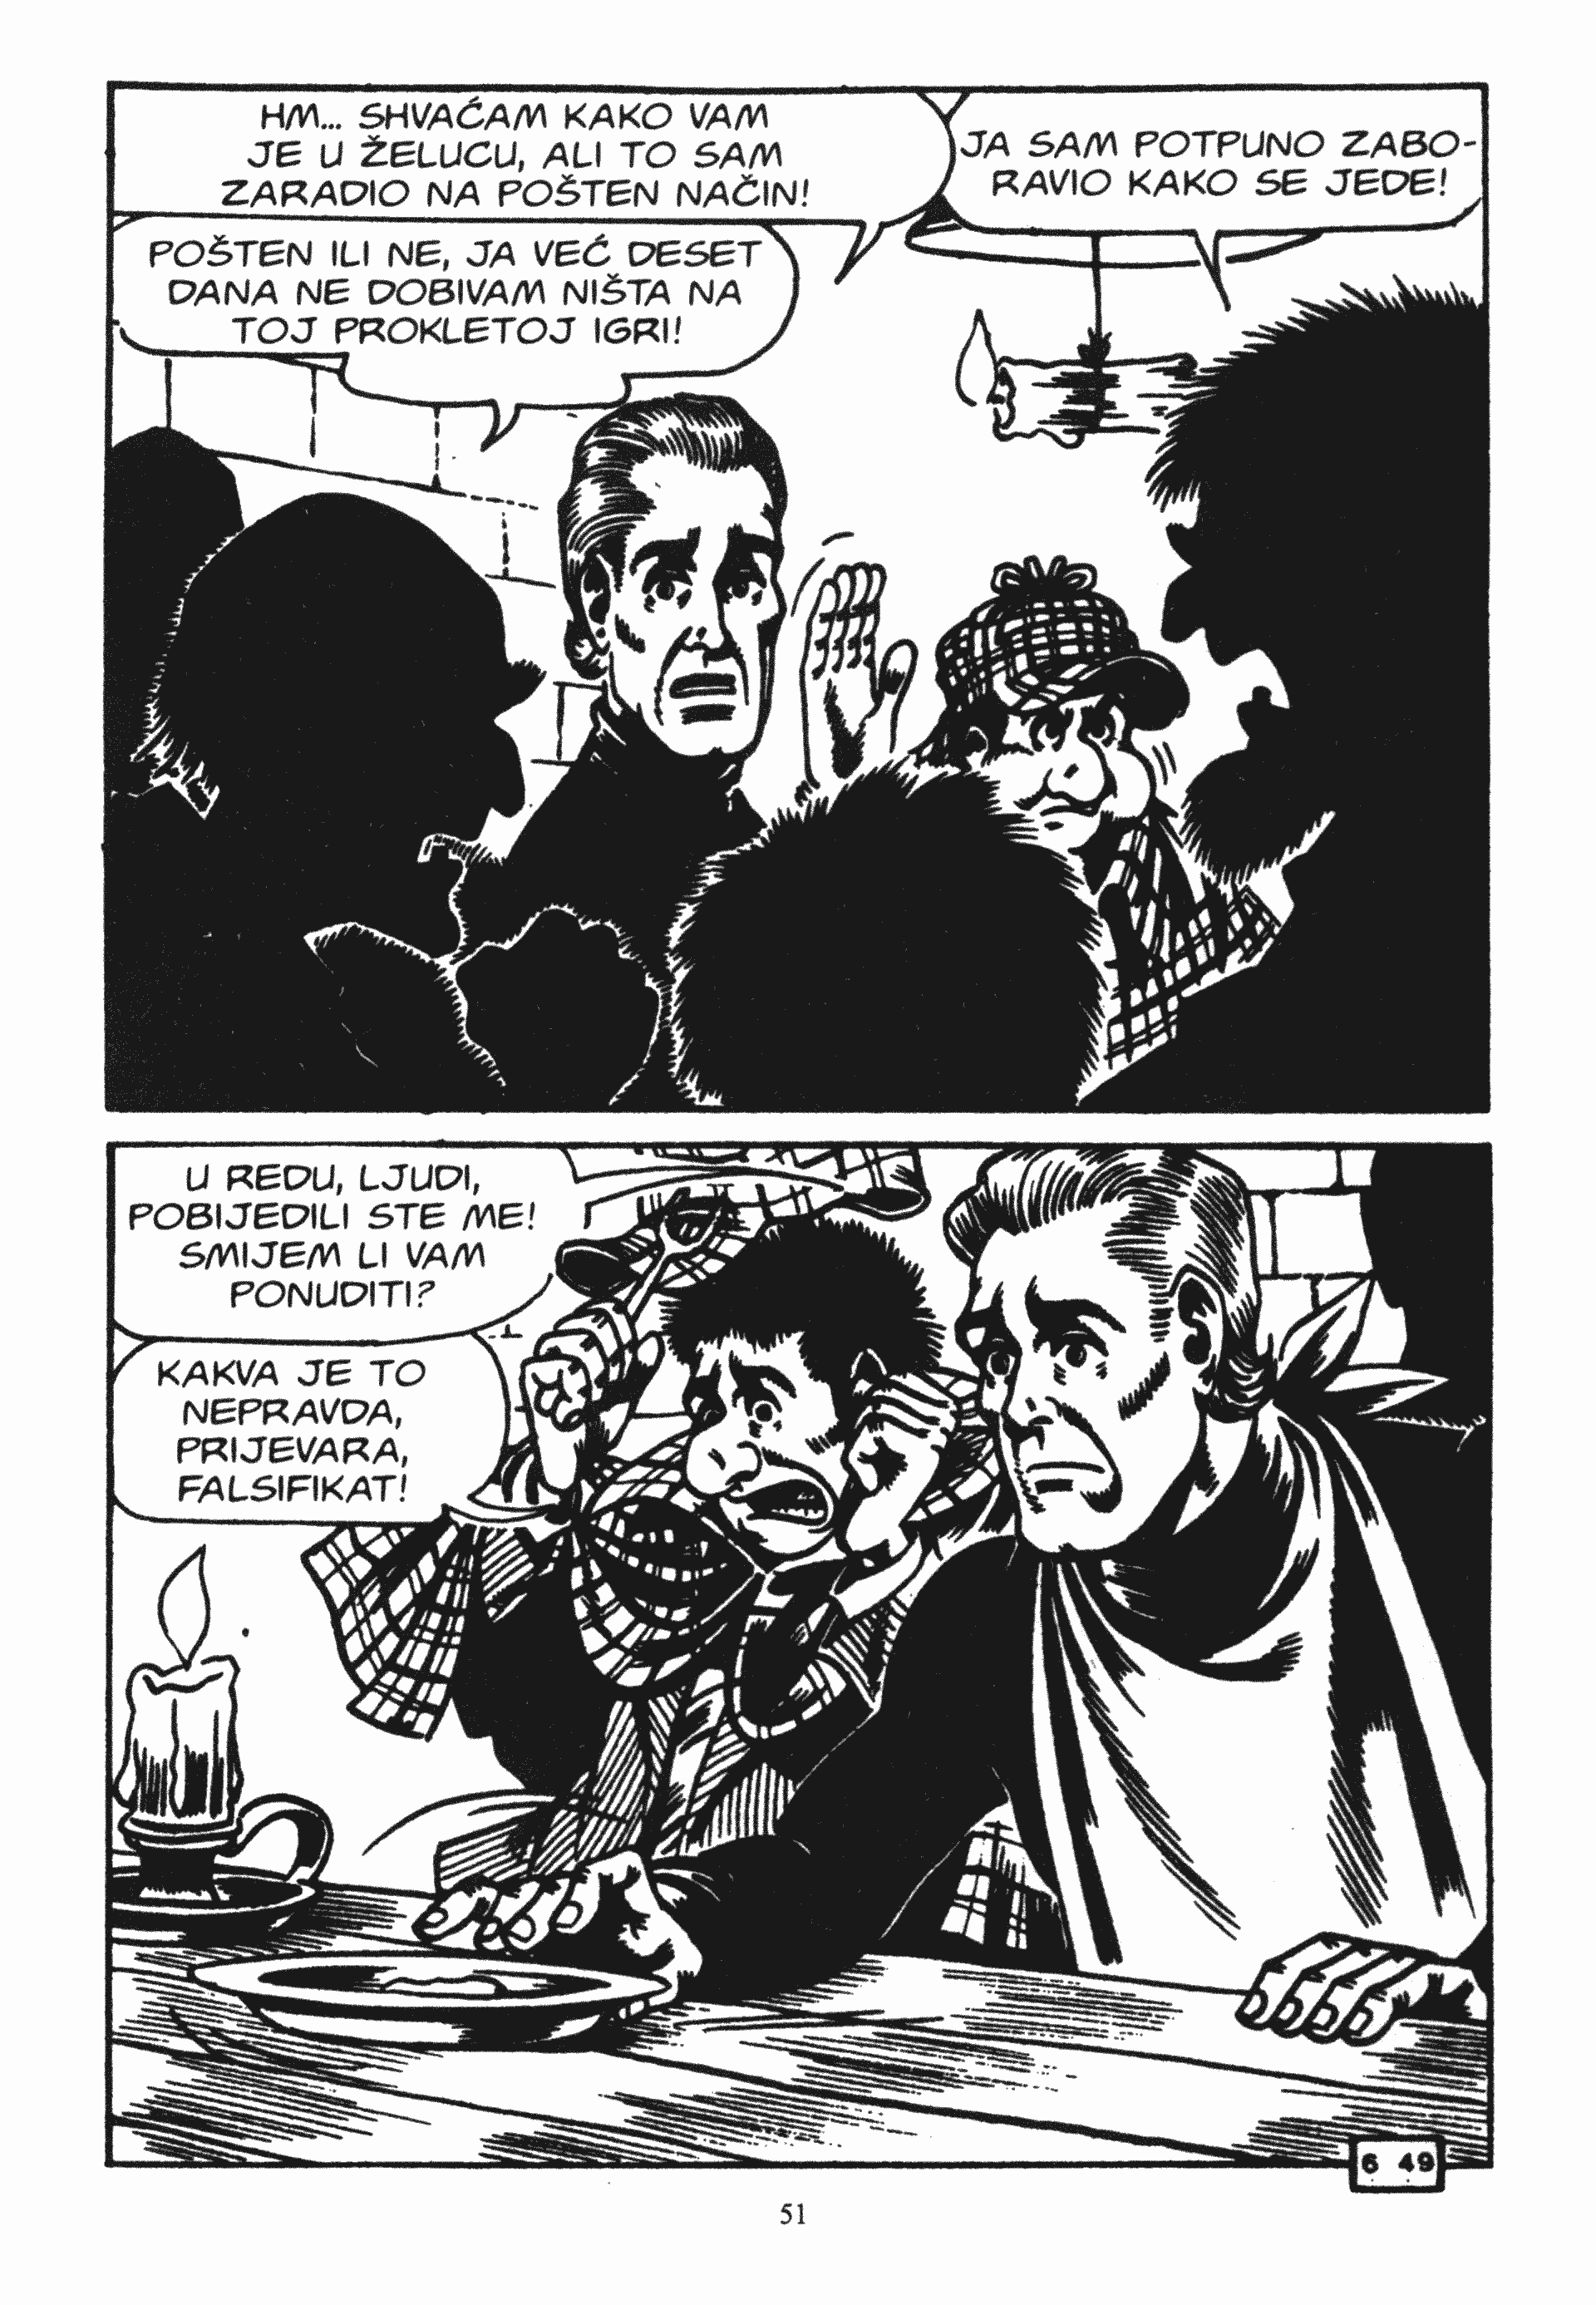 HM... SHVAĆAM KAKO VAM
JE U ŽELUCU, ALI TO SAM
ZARADIO NA POŠTEN NAČIN!
POŠTEN ILI NE, JA VEĆ DESET
DANA NE DOBIVAM NIŠTA NA
TOJ PROKLETOJ IGRI!
JA SAM POTPUNO ZABO-
RAVIO KAKO SE JEDE!
U REDU, LJUDI,
POBIJEDILI STE ME!
SMIJEM LI VAM
PONUDITI?
KAKVA JE TO
NEPRAVDA,
PRIJEVARA,
FALSIFIKAT!
6 49
51